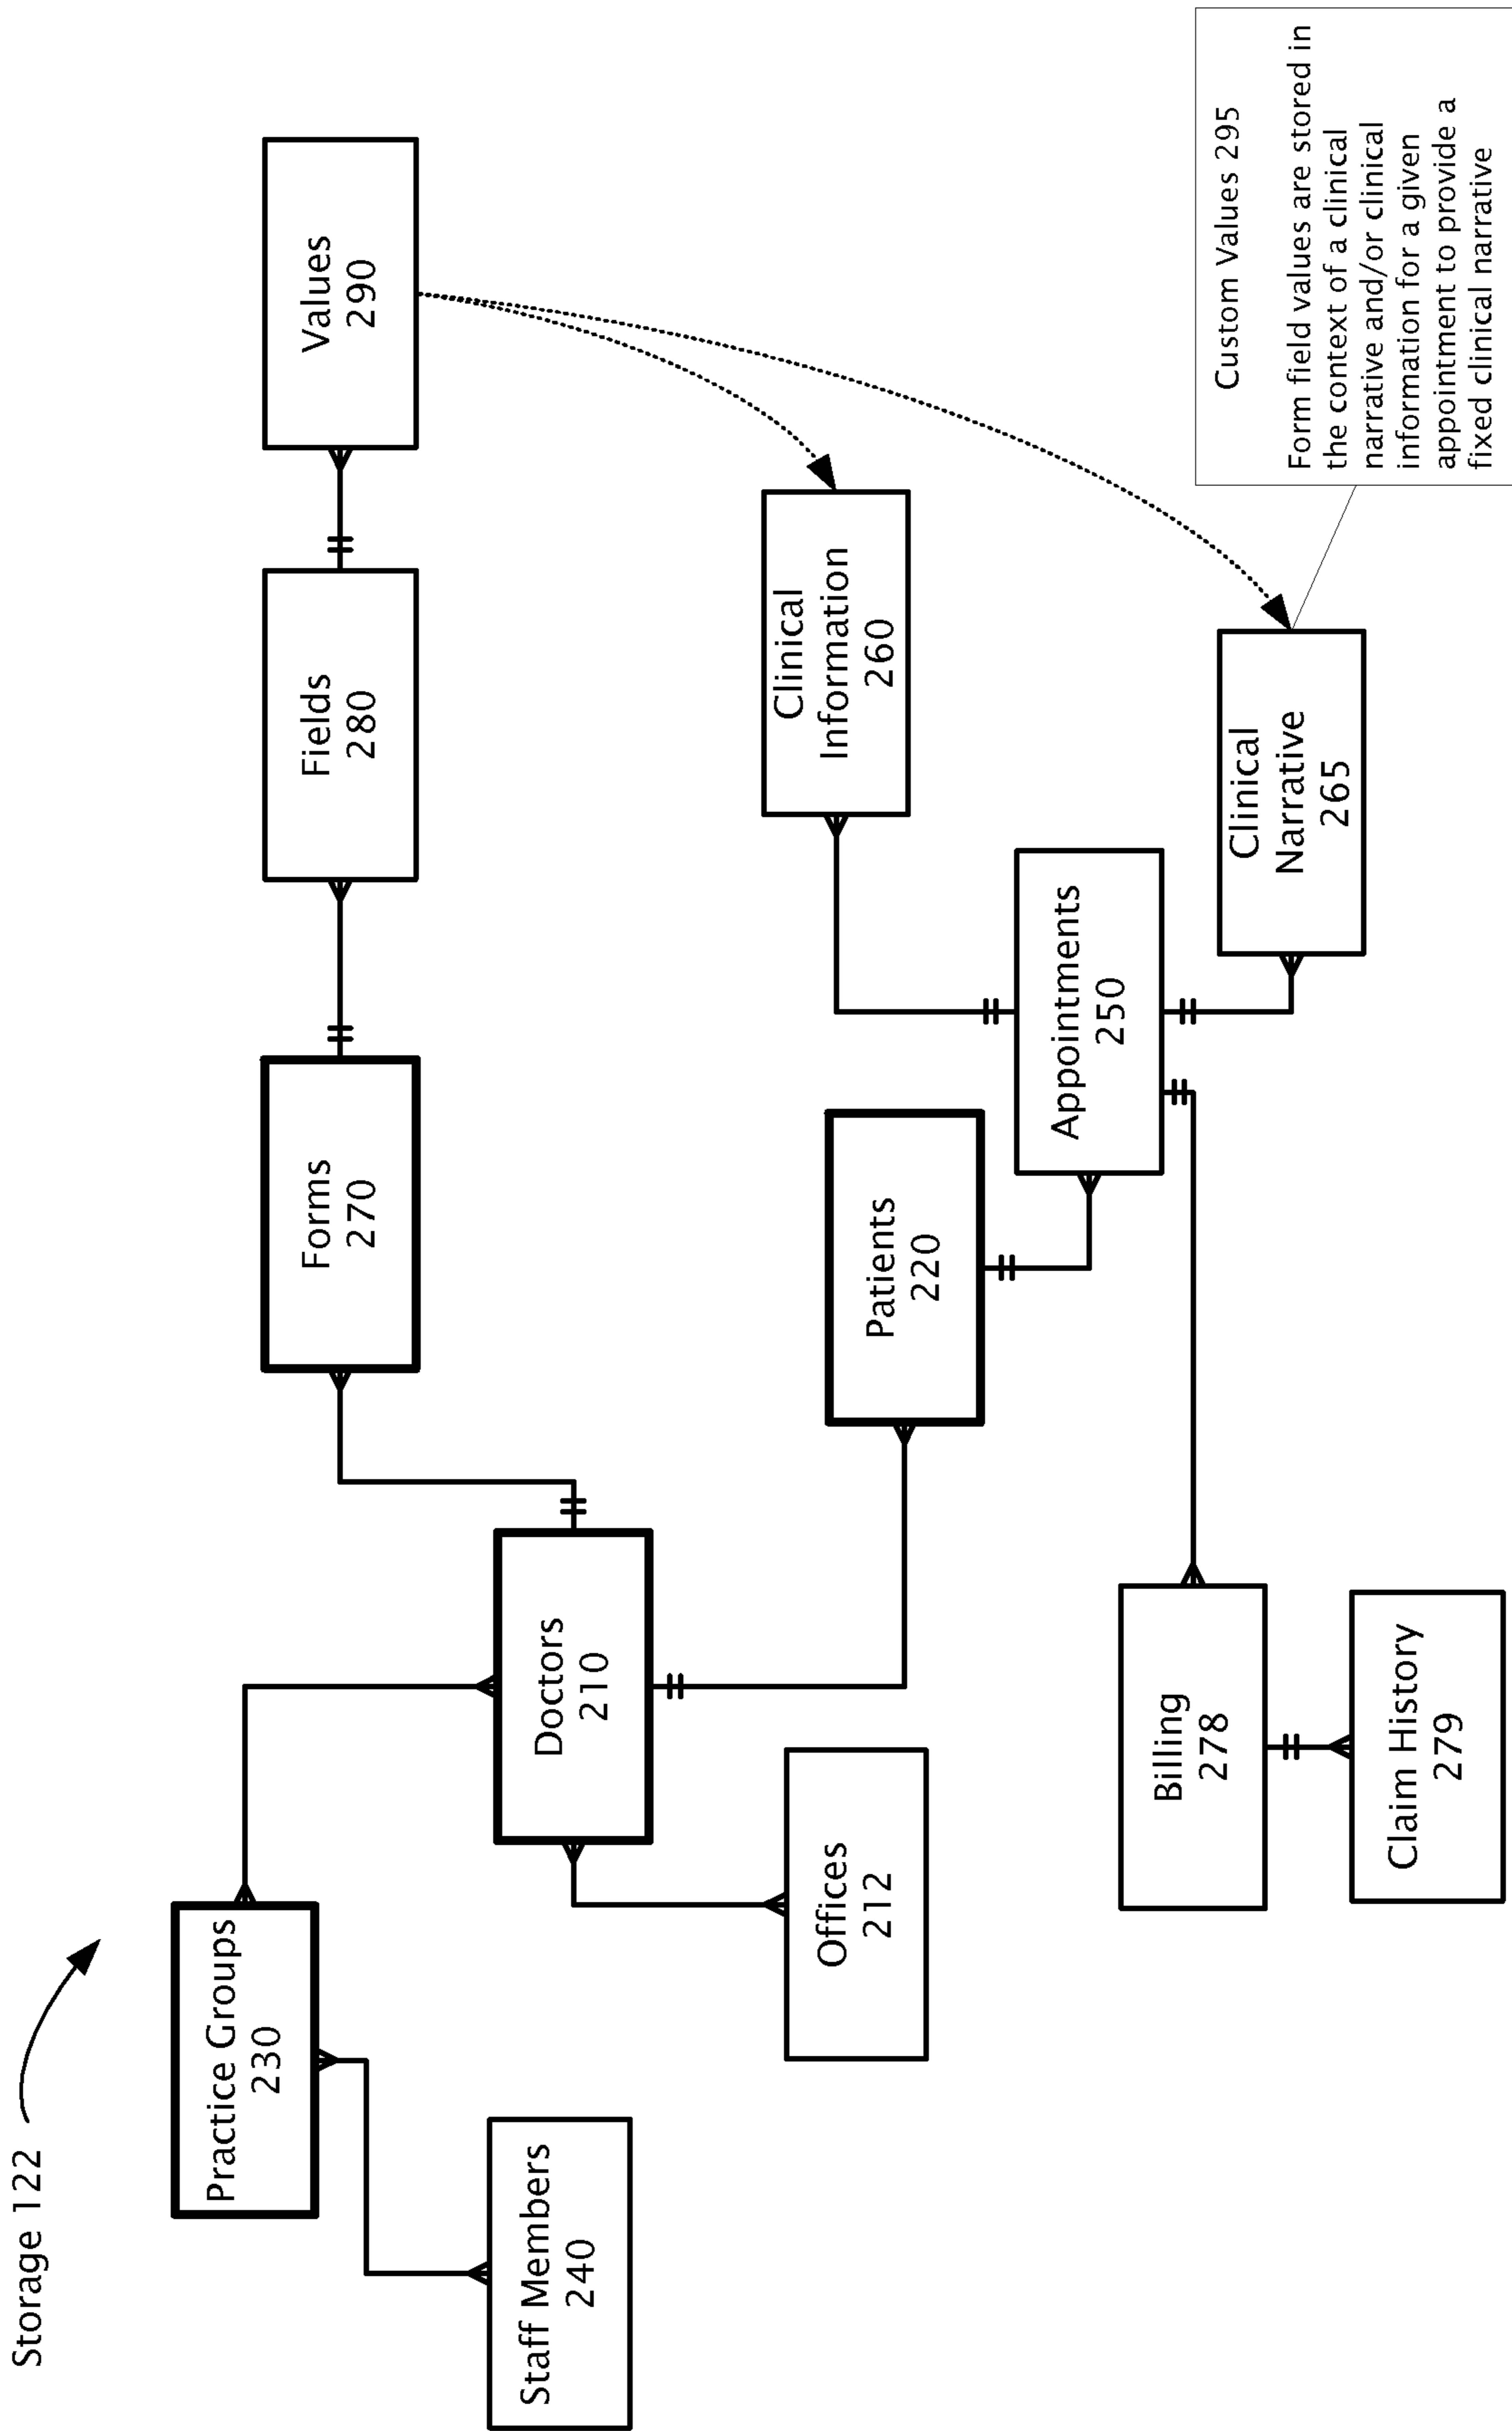 Storage 122
Practice Groups
230
Staff Members
240
Doctors
210
Offices
212
Forms
270
Fields
280
Values
290
Patients
220
Clinical
Information
260
Appointments
250
Clinical
Narrative
265
Billing
278
Claim History
279
Custom Values 295
Form field values are stored in
the context of a clinical
narrative and/or clinical
information for a given
appointment to provide a
fixed clinical narrative